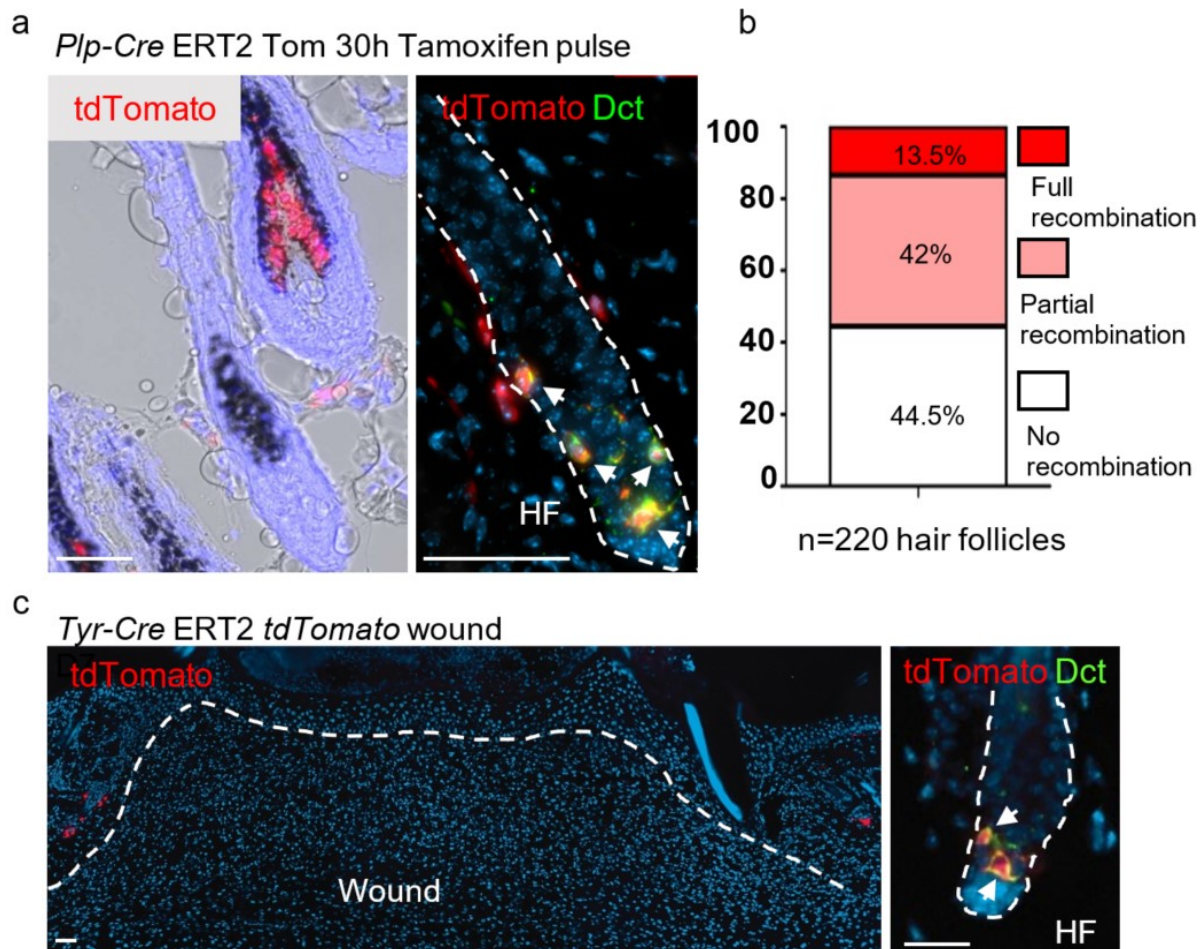 a
Plp-Cre ERT2 Tom 30h Tamoxifen pulse
tdTomato
tdTomato Dct
HF
b
100
80
60
40
20
0
13.5%
42%
44.5%
Full
recombination
Partial
recombination
No
recombination
n=220 hair follicles
c
Tyr-Cre ERT2 tdTomato wound
tdTomato
Wound
tdTomato Dct
HF